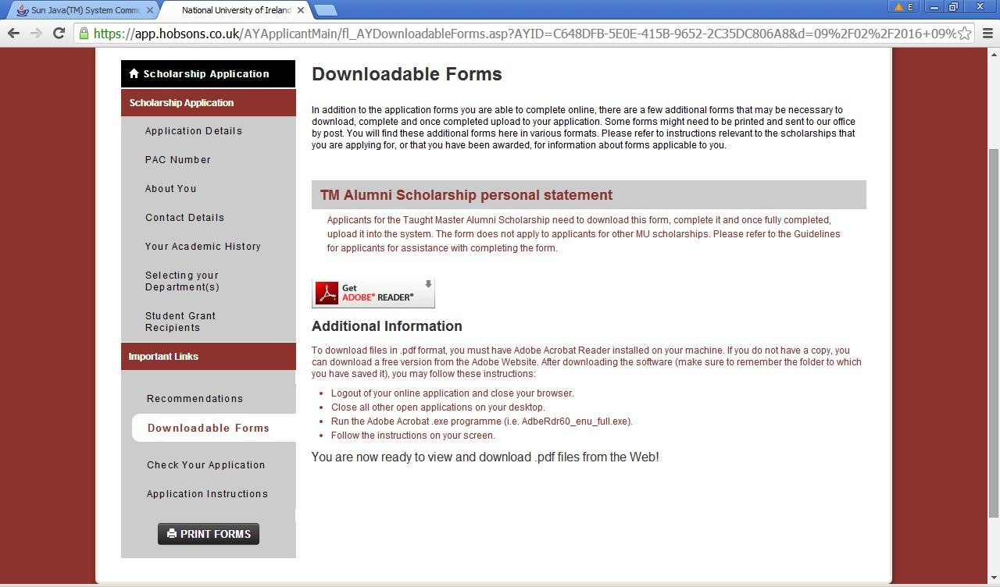 Sun Java(TM) System Commu
National University of Ireland
E
https://app.hobsons.co.uk/AYApplicantMain/fl_AYDownloadableForms.asp?AYID=C648DFB-5E0E-415B-9652-2C35DC806A8&d=09%2F02%2F2016+09%
Scholarship Application
Scholarship Application
Application Details
PAC Number
About You
Contact Details
Your Academic History
Selecting your
Department(s)
Student Grant
Recipients
Important Links
Recommendations
Downloadable Forms
Check Your Application
Application Instructions
PRINT FORMS
Downloadable Forms
In addition to the application forms you are able to complete online, there are a few additional forms that may be necessary to
download, complete and once completed upload to your application. Some forms might need to be printed and sent to our office
by post. You will find these additional forms here in various formats. Please refer to instructions relevant to the scholarships that
you are applying for, or that you have been awarded, for information about forms applicable to you.
TM Alumni Scholarship personal statement
Applicants for the Taught Master Alumni Scholarship need to download this form, complete it and once fully completed,
upload it into the system. The form does not apply to applicants for other MU scholarships. Please refer to the Guidelines
for applicants for assistance with completing the form.
Get
ADOBE® READER®
Additional Information
To download files in .pdf format, you must have Adobe Acrobat Reader installed on your machine. If you do not have a copy, you
can download a free version from the Adobe Website. After downloading the software (make sure to remember the folder to which
you have saved it), you may follow these instructions:
• Logout of your online application and close your browser.
• Close all other open applications on your desktop.
• Run the Adobe Acrobat .exe programme (i.e. AdbeRdr60_enu_full.exe).
• Follow the instructions on your screen.
You are now ready to view and download .pdf files from the Web!